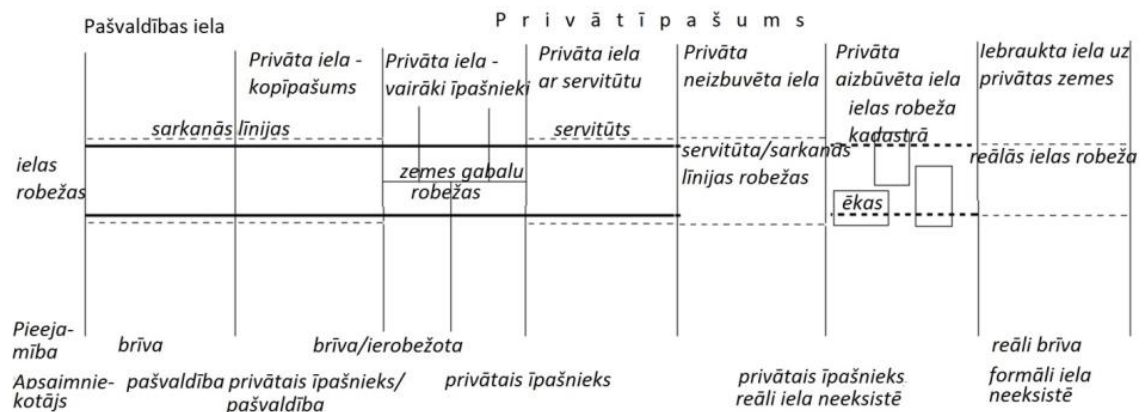 Pašvaldības iela
P r i v ā t ī p a š u m s
Privāta iela -
kopīpašums
Privāta iela -
vairāki īpašnieki
Privāta iela
ar servitūtu
Privāta
neizbuvēta iela
Privāta
aizbūvēta iela
ielas robeža
kadastrā
Iebraukta iela uz
privātas zemes
sarkanās līnijas
servitūts
ielas
robežas
zemes gabalu
robežas
servitūta/sarkanās
līnijas robežas
ēkas
reālās ielas robeža
Pieeja-
mība
brīva
brīva/ierobežota
reāli brīva
Apsaimnie-
kotājs
pašvaldība
privātais īpašnieks/
pašvaldība
privātais īpašnieks
privātais īpašnieks
reāli iela neeksistē
formāli iela
neeksistē